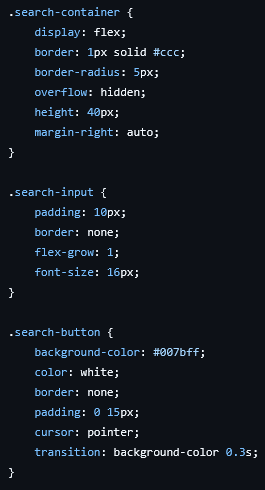 .search-container {
    display: flex;
    border: 1px solid #ccc;
    border-radius: 5px;
    overflow: hidden;
    height: 40px;
    margin-right: auto;
}

.search-input {
    padding: 10px;
    border: none;
    flex-grow: 1;
    font-size: 16px;
}

.search-button {
    background-color: #007bff;
    color: white;
    border: none;
    padding: 0 15px;
    cursor: pointer;
    transition: background-color 0.3s;
}